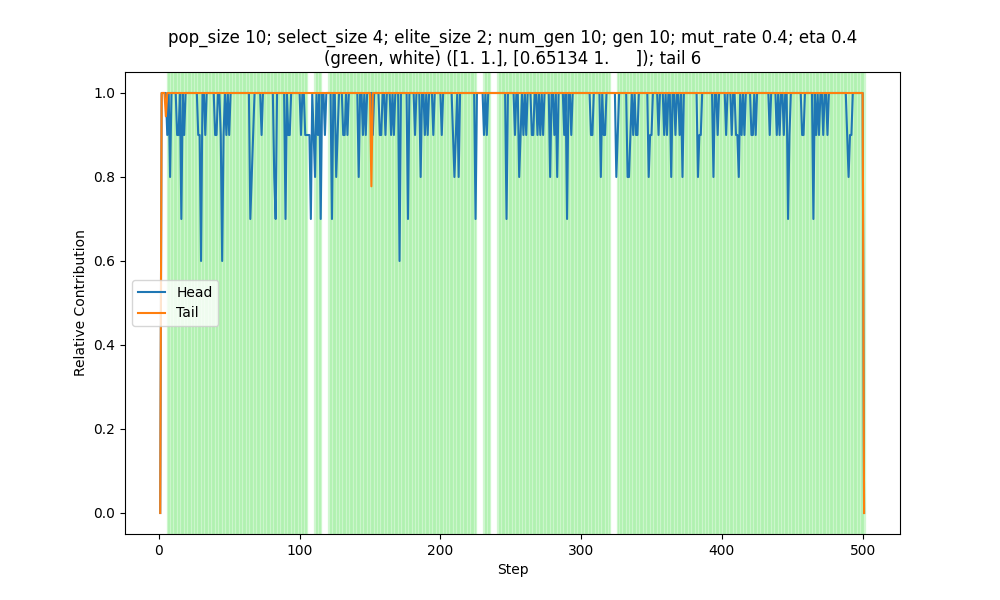 pop_size 10; select_size 4; elite_size 2; num_gen 10; gen 10; mut_rate 0.4; eta 0.4
(green, white) ([1. 1.], [0.65134 1.     ]); tail 6
1.0
0.8
0.6
0.4
0.2
0.0
Relative Contribution
Head
Tail
0 100 200 300 400 500
Step